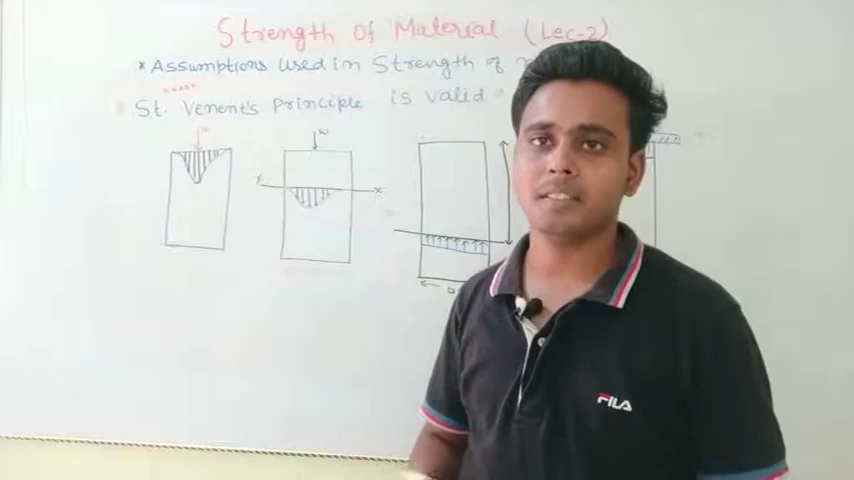 Strength of Material (Lec-2)
* Assumptions used in Strength of
St. Venent's Principle is valid
W
x x
FILA